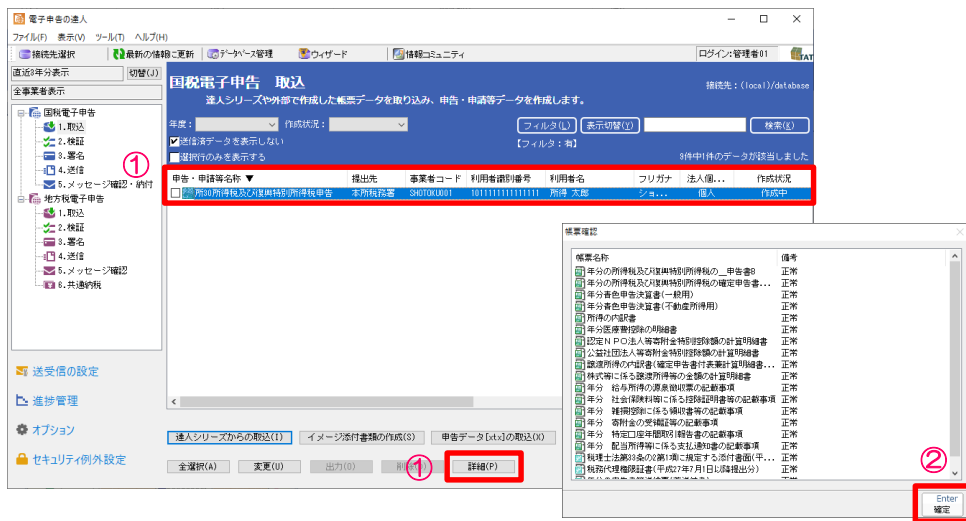 電子申告の達人
ファイル(F) 表示(V) ツール(T) ヘルプ(H)
接続先選択 最新の情報に更新 データベース管理 ウィザード 情報コミュニティ ログイン:管理者01
直近3年分表示 切替(J)
全事業者表示
国税電子申告
1.取込
2.検証
3.署名
4.送信
5.メッセージ確認・納付
地方税電子申告
1.取込
2.検証
3.署名
4.送信
5.メッセージ確認
6.共通納税
送受信の設定
進捗管理
オプション
セキュリティ例外設定
国税電子申告 取込
達人シリーズや外部で作成した帳票データを取り込み、申告・申請等データを作成します。
接続先:(local)/database
年度: 作成状況: フィルタ(L) 表示切替(Y) 検索(K)
送信済データを表示しない 【フィルタ:有】
選択行のみを表示する 9件中1件のデータが該当しました
①
申告・申請等名称 ▼ 提出先 事業者コード 利用者識別番号 利用者名 フリガナ 法人個... 作成状況
所30所得税及び復興特別所得税申告 本所税務署 SHOTOKU001 1011111111111111 所得 太郎 ショ... 個人 作成中
達人シリーズからの取込(I) イメージ添付書類の作成(S) 申告データ[xtx]の取込(X)
全選択(A) 変更(U) 出力(O) ① 詳細(P)
帳票確認
帳票名称 備考
年分の所得税及び復興特別所得税の__申告書B 正常
年分の所得税及び復興特別所得税の確定申告書... 正常
年分青色申告決算書(一般用) 正常
年分青色申告決算書(不動産所得用) 正常
所得の内訳書 正常
年分医療費控除の明細書 正常
認定NPO法人等寄附金特別控除額の計算明細書 正常
公益社団法人等寄附金特別控除額の計算明細書 正常
譲渡所得の内訳書(確定申告書付表兼計算明細書... 正常
株式等に係る譲渡所得等の金額の計算明細書 正常
年分 給与所得の源泉徴収票の記載事項 正常
年分 社会保険料等に係る控除証明書等の記載事項 正常
年分 雑損控除に係る領収書等の記載事項 正常
年分 寄附金の受領証等の記載事項 正常
年分 特定口座年間取引報告書の記載事項 正常
年分 配当所得等に係る支払通知書の記載事項 正常
税理士法第33条の2第1項に規定する添付書面(平... 正常
税務代理権限証書(平成27年7月1日以降提出分) 正常
②
Enter
確定